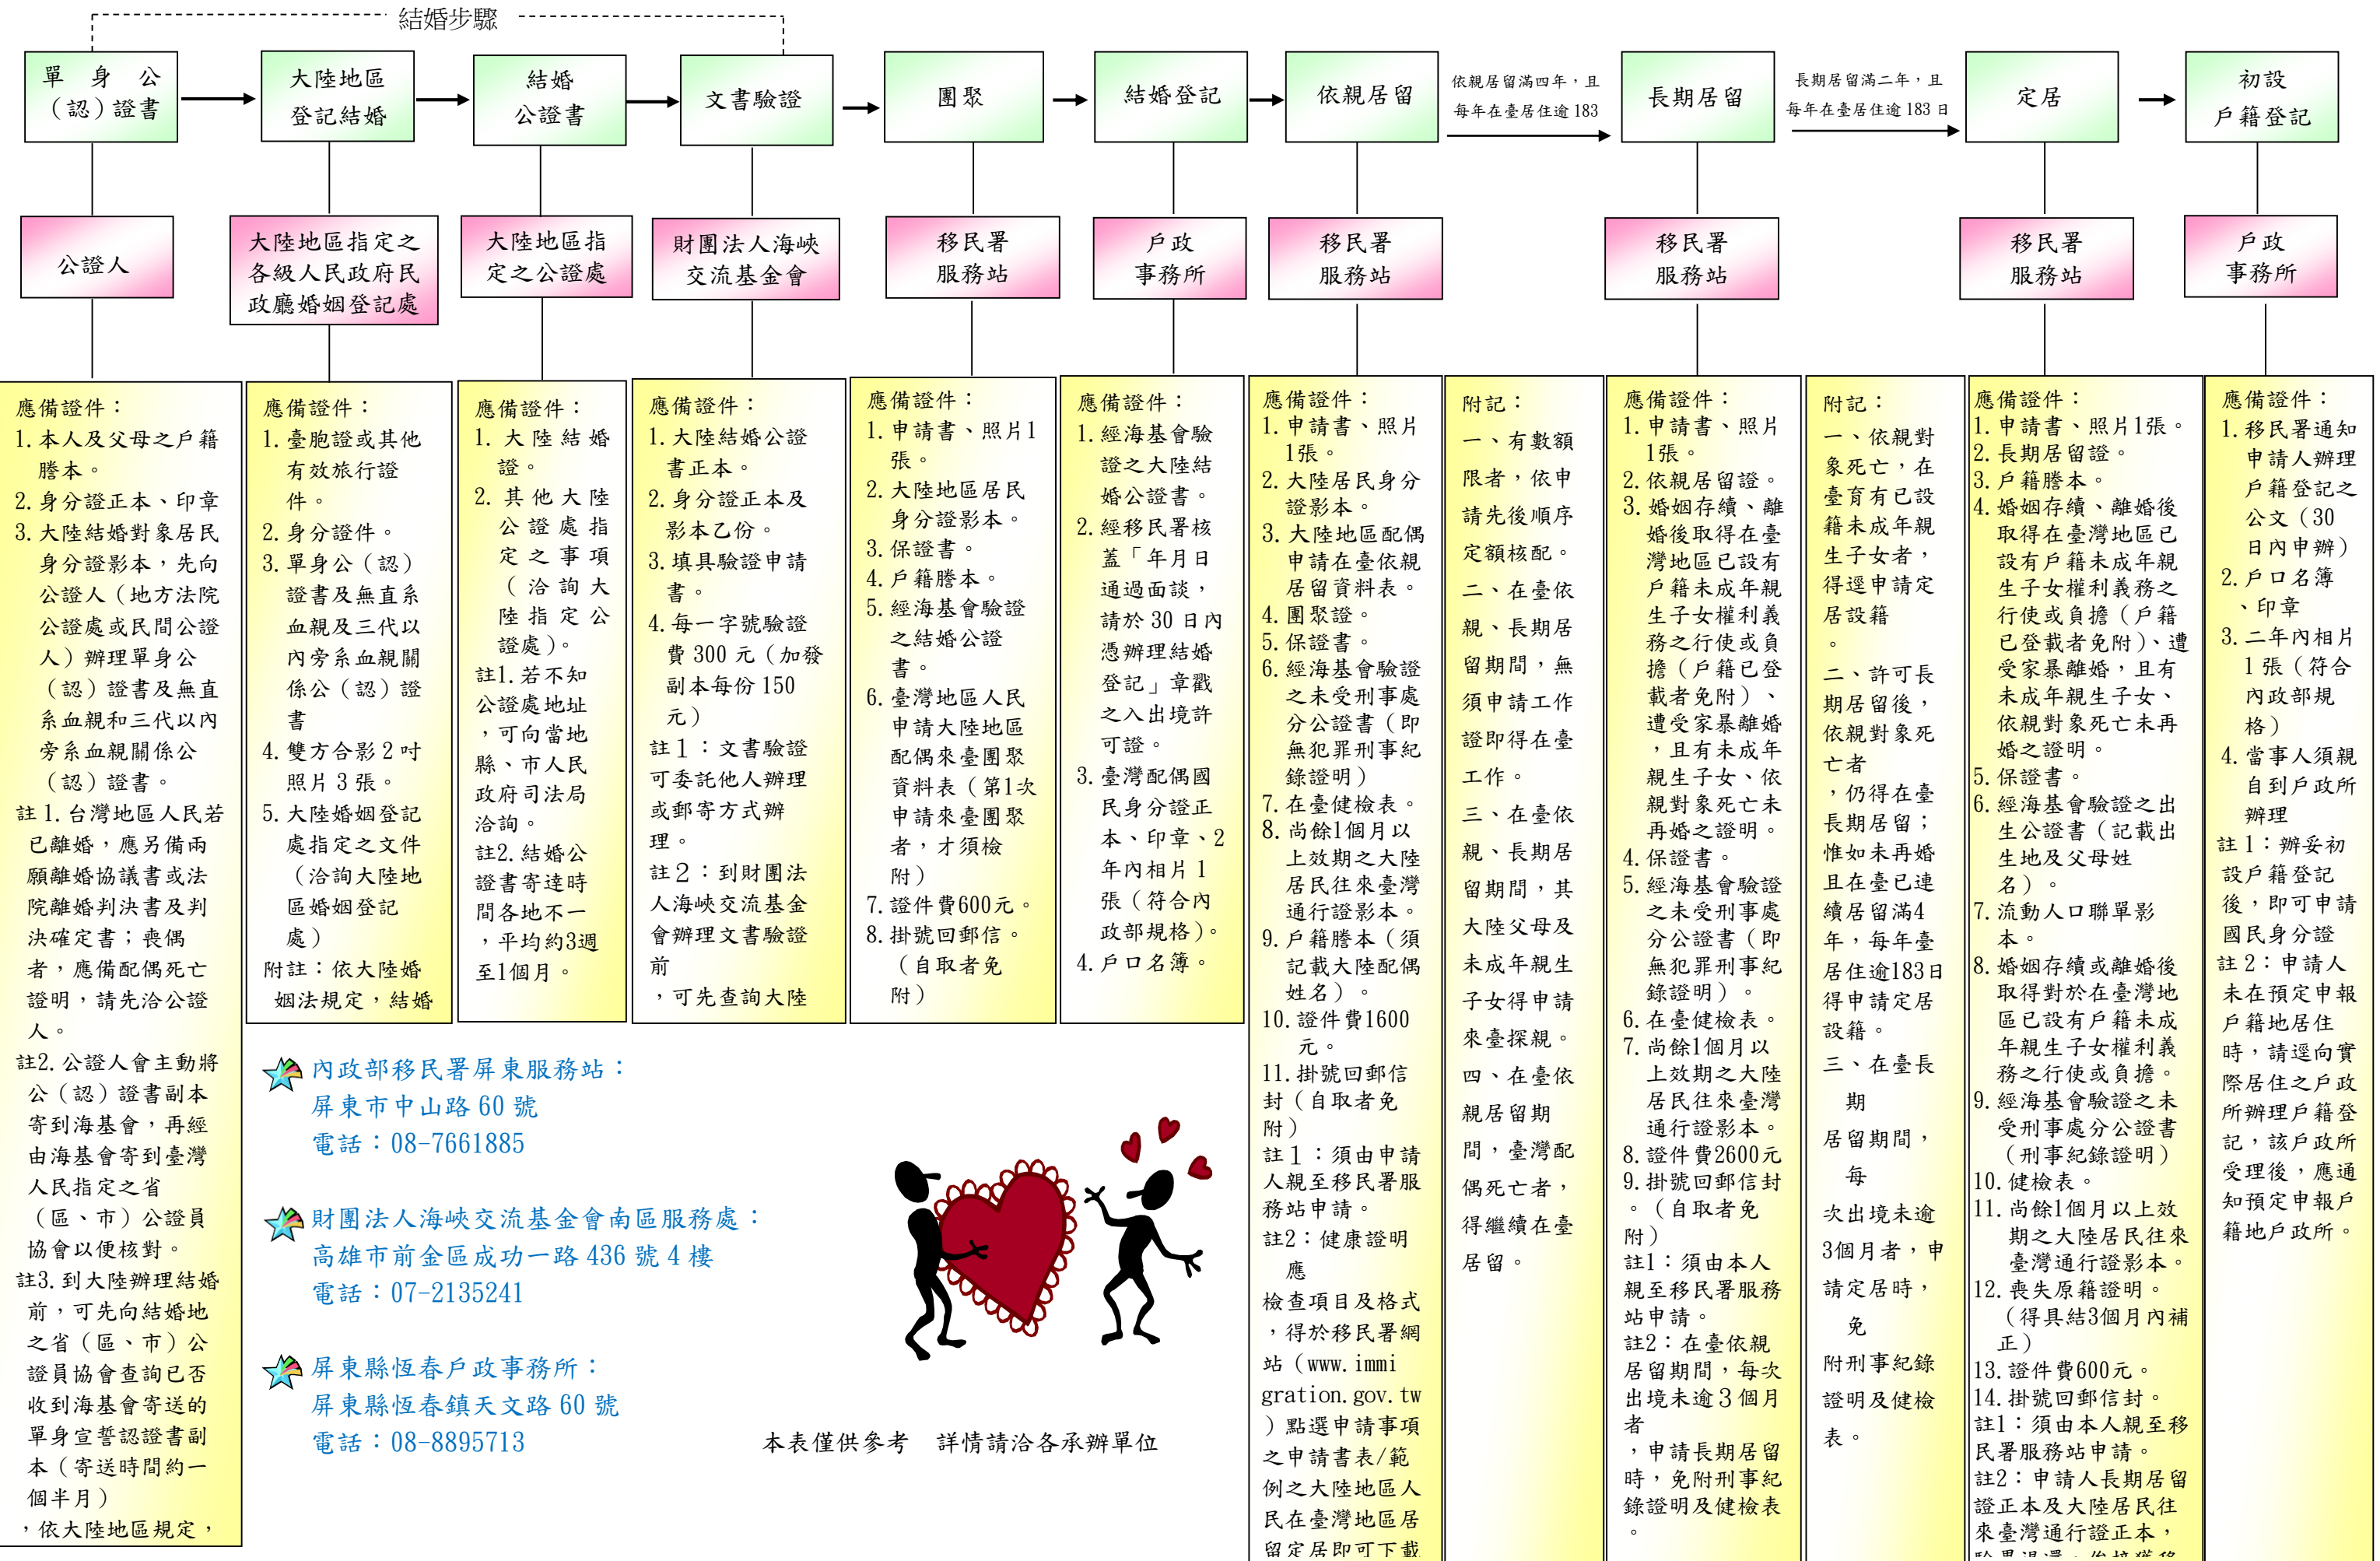 結婚步驟
單 身 公
（認）證書
大陸地區
登記結婚
結婚
公證書
文書驗證
團聚
結婚登記
依親居留
依親居留滿四年，且
每年在臺居住逾 183
長期居留
長期居留滿二年，且
每年在臺居住逾 183 日
定居
初設
戶籍登記
公證人
大陸地區指定之
各級人民政府民
政廳婚姻登記處
大陸地區指
定之公證處
財團法人海峽
交流基金會
移民署
服務站
戶政
事務所
移民署
服務站
移民署
服務站
移民署
服務站
戶政
事務所
應備證件：
1.本人及父母之戶籍
謄本。
2.身分證正本、印章
3.大陸結婚對象居民
身分證影本，先向
公證人（地方法院
公證處或民間公證
人）辦理單身公
（認）證書及無直
系血親和三代以內
旁系血親關係公
（認）證書。
註 1.台灣地區人民若
已離婚，應另備兩
願離婚協議書或法
院離婚判決書及判
決確定書；喪偶
者，應備配偶死亡
證明，請先洽公證
人。
註2.公證人會主動將
公（認）證書副本
寄到海基會，再經
由海基會寄到臺灣
人民指定之省
（區、市）公證員
協會以便核對。
註3.到大陸辦理結婚
前，可先向結婚地
之省（區、市）公
證員協會查詢已否
收到海基會寄送的
單身宣誓認證書副
本（寄送時間約一
個半月）
，依大陸地區規定，
應備證件：
1.臺胞證或其他
有效旅行證
件。
2.身分證件。
3.單身公（認）
證書及無直系
血親及三代以
內旁系血親關
係公（認）證
書
4.雙方合影 2 吋
照片 3 張。
5.大陸婚姻登記
處指定之文件
（洽詢大陸地
區婚姻登記
處）
附註：依大陸婚
姻法規定，結婚
應備證件：
1. 大 陸 結 婚
證。
2. 其 他 大 陸
公 證 處 指
定 之 事 項
（ 洽 詢 大
陸 指 定 公
證處）。
註1.若不知
公證處地址
，可向當地
縣、市人民
政府司法局
洽詢。
註2.結婚公
證書寄達時
間各地不一
，平均約3週
至1個月。
應備證件：
1.大陸結婚公證
書正本。
2.身分證正本及
影本乙份。
3.填具驗證申請
書。
4.每一字號驗證
費 300 元（加發
副本每份 150
元）
註１：文書驗證
可委託他人辦理
或郵寄方式辦
理。
註２：到財團法
人海峽交流基金
會辦理文書驗證
前
，可先查詢大陸
應備證件：
1.申請書、照片1
張。
2.大陸地區居民
身分證影本。
3.保證書。
4.戶籍謄本。
5.經海基會驗證
之結婚公證
書。
6.臺灣地區人民
申請大陸地區
配偶來臺團聚
資料表（第1次
申請來臺團聚
者，才須檢
附）
7.證件費600元。
8.掛號回郵信。
（自取者免
附）
應備證件：
1.經海基會驗
證之大陸結
婚公證書。
2.經移民署核
蓋「年月日
通過面談，
請於 30 日內
憑辦理結婚
登記」章戳
之入出境許
可證。
3.臺灣配偶國
民身分證正
本、印章、2
年內相片 1
張（符合內
政部規格）。
4.戶口名簿。
應備證件：
1.申請書、照片
1張。
2.大陸居民身分
證影本。
3.大陸地區配偶
申請在臺依親
居留資料表。
4.團聚證。
5.保證書。
6.經海基會驗證
之未受刑事處
分公證書（即
無犯罪刑事紀
錄證明）
7.在臺健檢表。
8.尚餘1個月以
上效期之大陸
居民往來臺灣
通行證影本。
9.戶籍謄本（須
記載大陸配偶
姓名）。
10.證件費1600
元。
11.掛號回郵信
封（自取者免
附）
註１：須由申請
人親至移民署服
務站申請。
註2：健康證明
應
檢查項目及格式
，得於移民署網
站（www.immi
gration.gov.tw
）點選申請事項
之申請書表/範
例之大陸地區人
民在臺灣地區居
留定居即可下載
附記：
一、有數額
限者，依申
請先後順序
定額核配。
二、在臺依
親、長期居
留期間，無
須申請工作
證即得在臺
工作。
三、在臺依
親、長期居
留期間，其
大陸父母及
未成年親生
子女得申請
來臺探親。
四、在臺依
親居留期
間，臺灣配
偶死亡者，
得繼續在臺
居留。
應備證件：
1.申請書、照片
1張。
2.依親居留證。
3.婚姻存續、離
婚後取得在臺
灣地區已設有
戶籍未成年親
生子女權利義
務之行使或負
擔（戶籍已登
載者免附）、
遭受家暴離婚
，且有未成年
親生子女、依
親對象死亡未
再婚之證明。
4.保證書。
5.經海基會驗證
之未受刑事處
分公證書（即
無犯罪刑事紀
錄證明）。
6.在臺健檢表。
7.尚餘1個月以
上效期之大陸
居民往來臺灣
通行證影本。
8.證件費2600元
9.掛號回郵信封
。（自取者免
附）
註1：須由本人
親至移民署服務
站申請。
註2：在臺依親
居留期間，每次
出境未逾３個月
者
，申請長期居留
時，免附刑事紀
錄證明及健檢表
。
附記：
一、依親對
象死亡，在
臺育有已設
籍未成年親
生子女者，
得逕申請定
居設籍
。
二、許可長
期居留後，
依親對象死
亡者
，仍得在臺
長期居留；
惟如未再婚
且在臺已連
續居留滿4
年，每年臺
居住逾183日
得申請定居
設籍。
三、在臺長
期
居留期間，
每
次出境未逾
3個月者，申
請定居時，
免
附刑事紀錄
證明及健檢
表。
應備證件：
1.申請書、照片1張。
2.長期居留證。
3.戶籍謄本。
4.婚姻存續、離婚後
取得在臺灣地區已
設有戶籍未成年親
生子女權利義務之
行使或負擔（戶籍
已登載者免附）、遭
受家暴離婚，且有
未成年親生子女、
依親對象死亡未再
婚之證明。
5.保證書。
6.經海基會驗證之出
生公證書（記載出
生地及父母姓
名）。
7.流動人口聯單影
本。
8.婚姻存續或離婚後
取得對於在臺灣地
區已設有戶籍未成
年親生子女權利義
務之行使或負擔。
9.經海基會驗證之未
受刑事處分公證書
（刑事紀錄證明）
10.健檢表。
11.尚餘1個月以上效
期之大陸居民往來
臺灣通行證影本。
12.喪失原籍證明。
（得具結3個月內補
正）
13.證件費600元。
14.掛號回郵信封。
註1：須由本人親至移
民署服務站申請。
註2：申請人長期居留
證正本及大陸居民往
來臺灣通行證正本，
應備證件：
1.移民署通知
申請人辦理
戶籍登記之
公文（30
日內申辦）
2.戶口名簿
、印章
3.二年內相片
1 張（符合
內政部規
格）
4.當事人須親
自到戶政所
辦理
註 1：辦妥初
設戶籍登記
後，即可申請
國民身分證
註 2：申請人
未在預定申報
戶籍地居住
時，請逕向實
際居住之戶政
所辦理戶籍登
記，該戶政所
受理後，應通
知預定申報戶
籍地戶政所。
內政部移民署屏東服務站：
屏東市中山路 60 號
電話：08-7661885
財團法人海峽交流基金會南區服務處：
高雄市前金區成功一路 436 號 4 樓
電話：07-2135241
屏東縣恆春戶政事務所：
屏東縣恆春鎮天文路 60 號
電話：08-8895713
本表僅供參考　詳情請洽各承辦單位